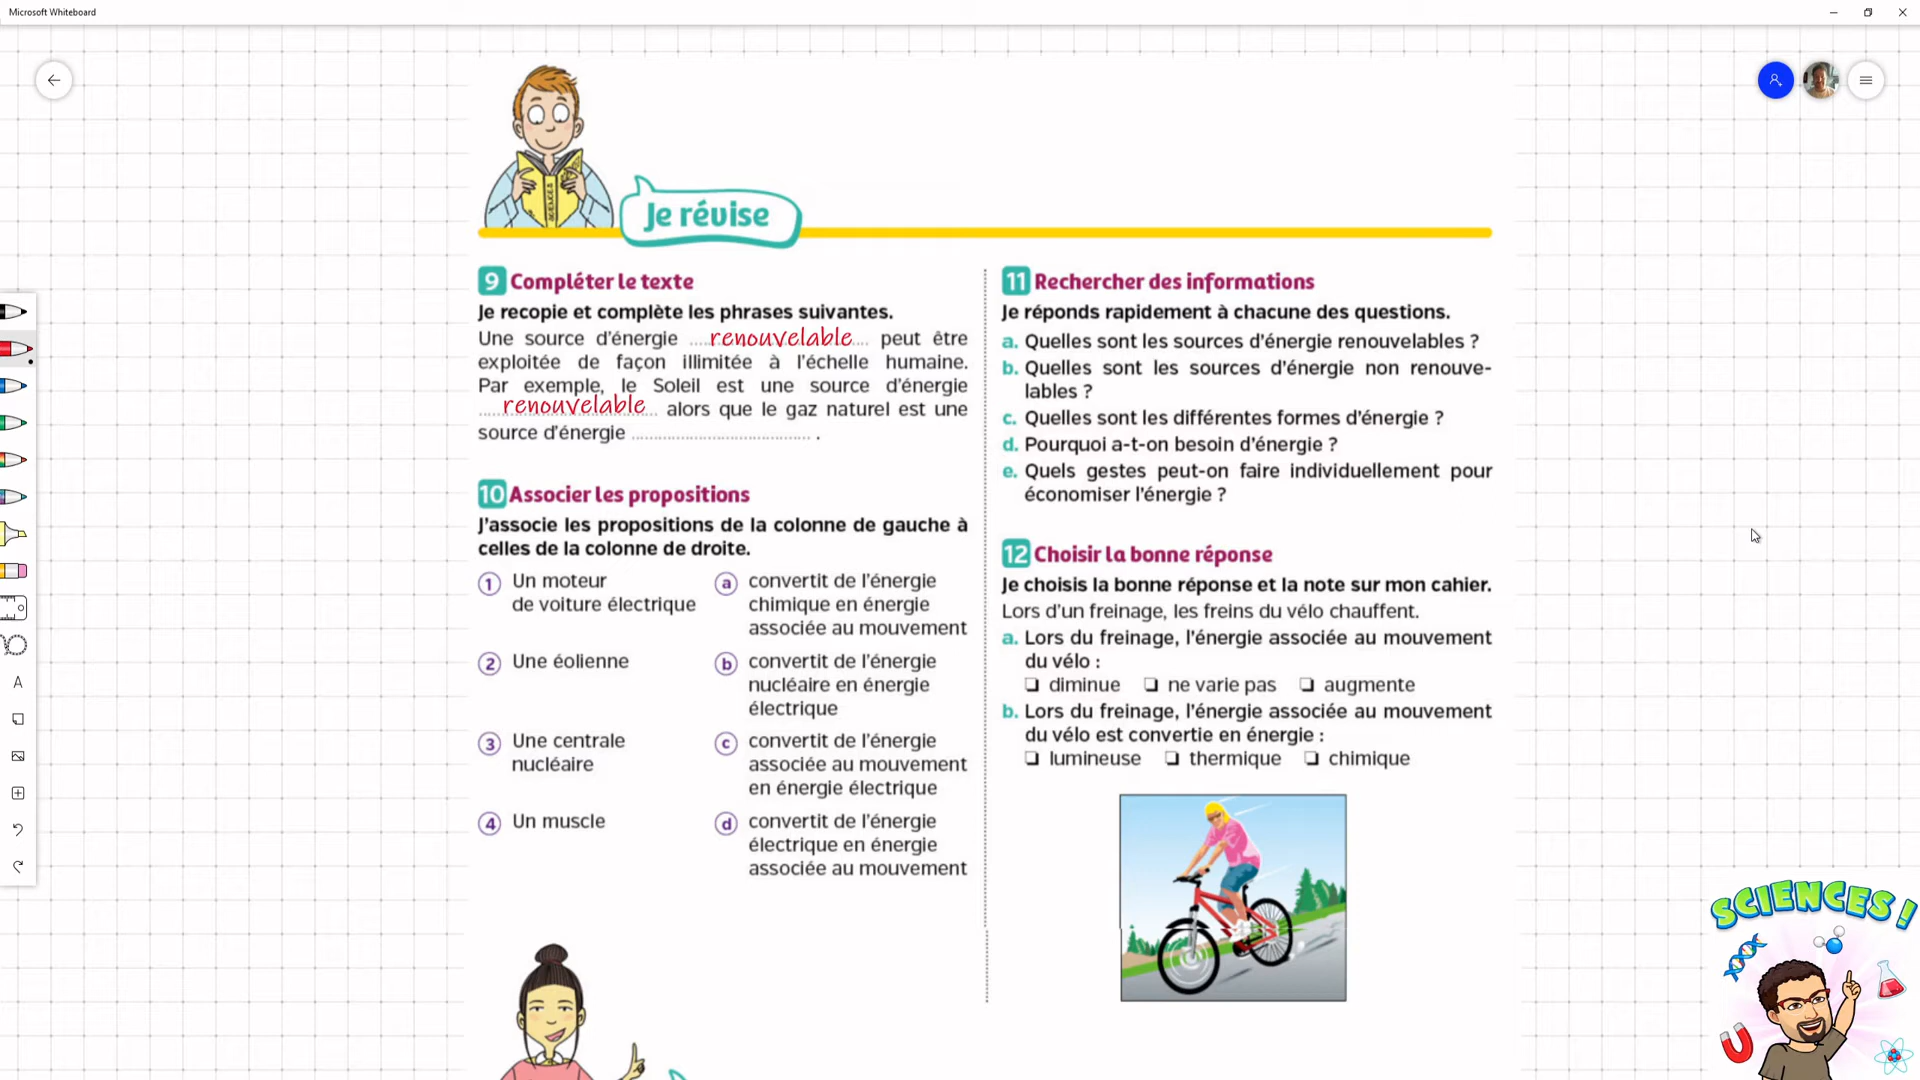 Microsoft Whiteboard
SCIENCES
Je révise
9 Compléter le texte
Je recopie et complète les phrases suivantes.
Une source d'énergie ... renouvelable ... peut être
exploitée de façon illimitée à l'échelle humaine.
Par exemple, le Soleil est une source d'énergie
... renouvelable ... alors que le gaz naturel est une
source d'énergie .................................... .
10 Associer les propositions
J'associe les propositions de la colonne de gauche à
celles de la colonne de droite.
1 Un moteur
de voiture électrique
a convertit de l'énergie
chimique en énergie
associée au mouvement
2 Une éolienne
b convertit de l'énergie
nucléaire en énergie
électrique
3 Une centrale
nucléaire
c convertit de l'énergie
associée au mouvement
en énergie électrique
4 Un muscle
d convertit de l'énergie
électrique en énergie
associée au mouvement
11 Rechercher des informations
Je réponds rapidement à chacune des questions.
a. Quelles sont les sources d'énergie renouvelables ?
b. Quelles sont les sources d'énergie non renouve-
lables ?
c. Quelles sont les différentes formes d'énergie ?
d. Pourquoi a-t-on besoin d'énergie ?
e. Quels gestes peut-on faire individuellement pour
économiser l'énergie ?
12 Choisir la bonne réponse
Je choisis la bonne réponse et la note sur mon cahier.
Lors d'un freinage, les freins du vélo chauffent.
a. Lors du freinage, l'énergie associée au mouvement
du vélo :
❏ diminue ❏ ne varie pas ❏ augmente
b. Lors du freinage, l'énergie associée au mouvement
du vélo est convertie en énergie :
❏ lumineuse ❏ thermique ❏ chimique
A
SCIENCES !